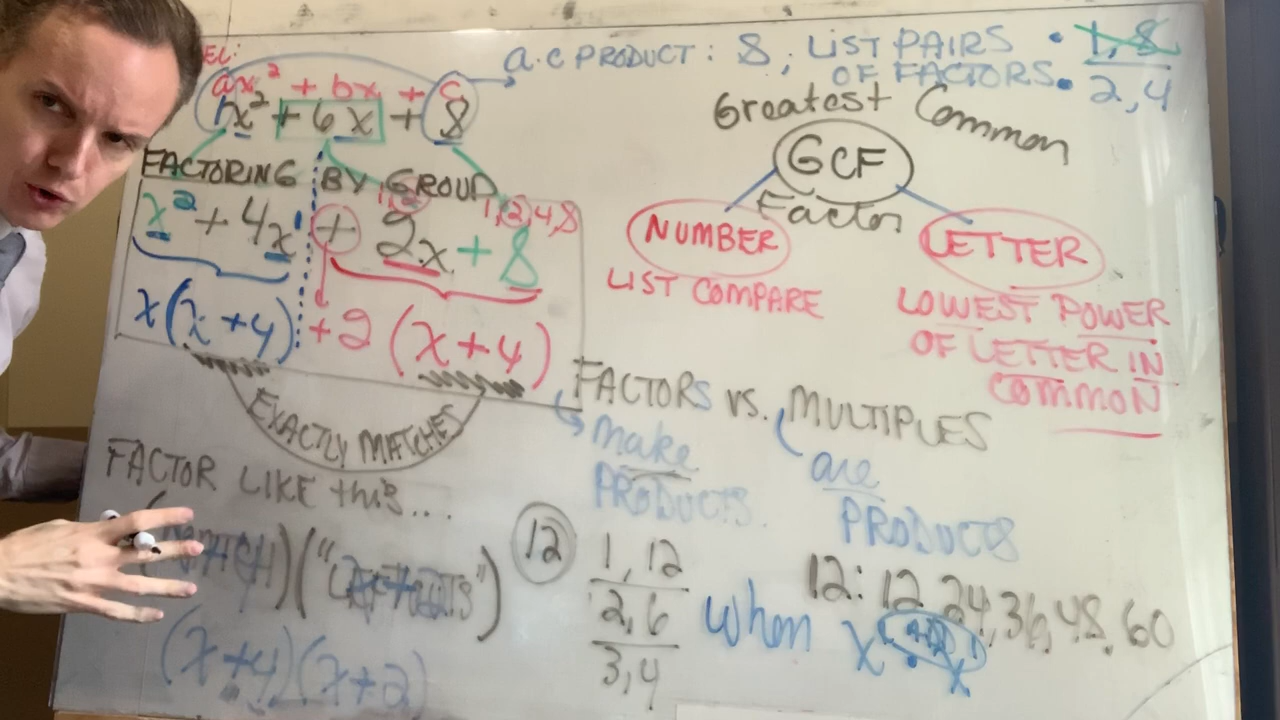 EL:
a.c PRODUCT: 8; LIST PAIRS • 1, 8
OF FACTORS • 2, 4
ax² + bx + c
x² + 6x + 8
FACTORING BY GROUP
1, 2 1, 2, 4, 8
x² + 4x + 2x + 8
x(x+4) + 2(x+4)
EXACTLY MATCHES
FACTOR LIKE this....
(x+4)(x+2)
Greatest Common
GCF
Factor
NUMBER
LIST COMPARE
LETTER
LOWEST POWER
OF LETTER IN
COMMON
FACTORS vs. MULTIPLES
make
PRODUCTS.
are
PRODUCTS
12
1, 12
2, 6
3, 4
12: 12, 24, 36, 48, 60
when
x x